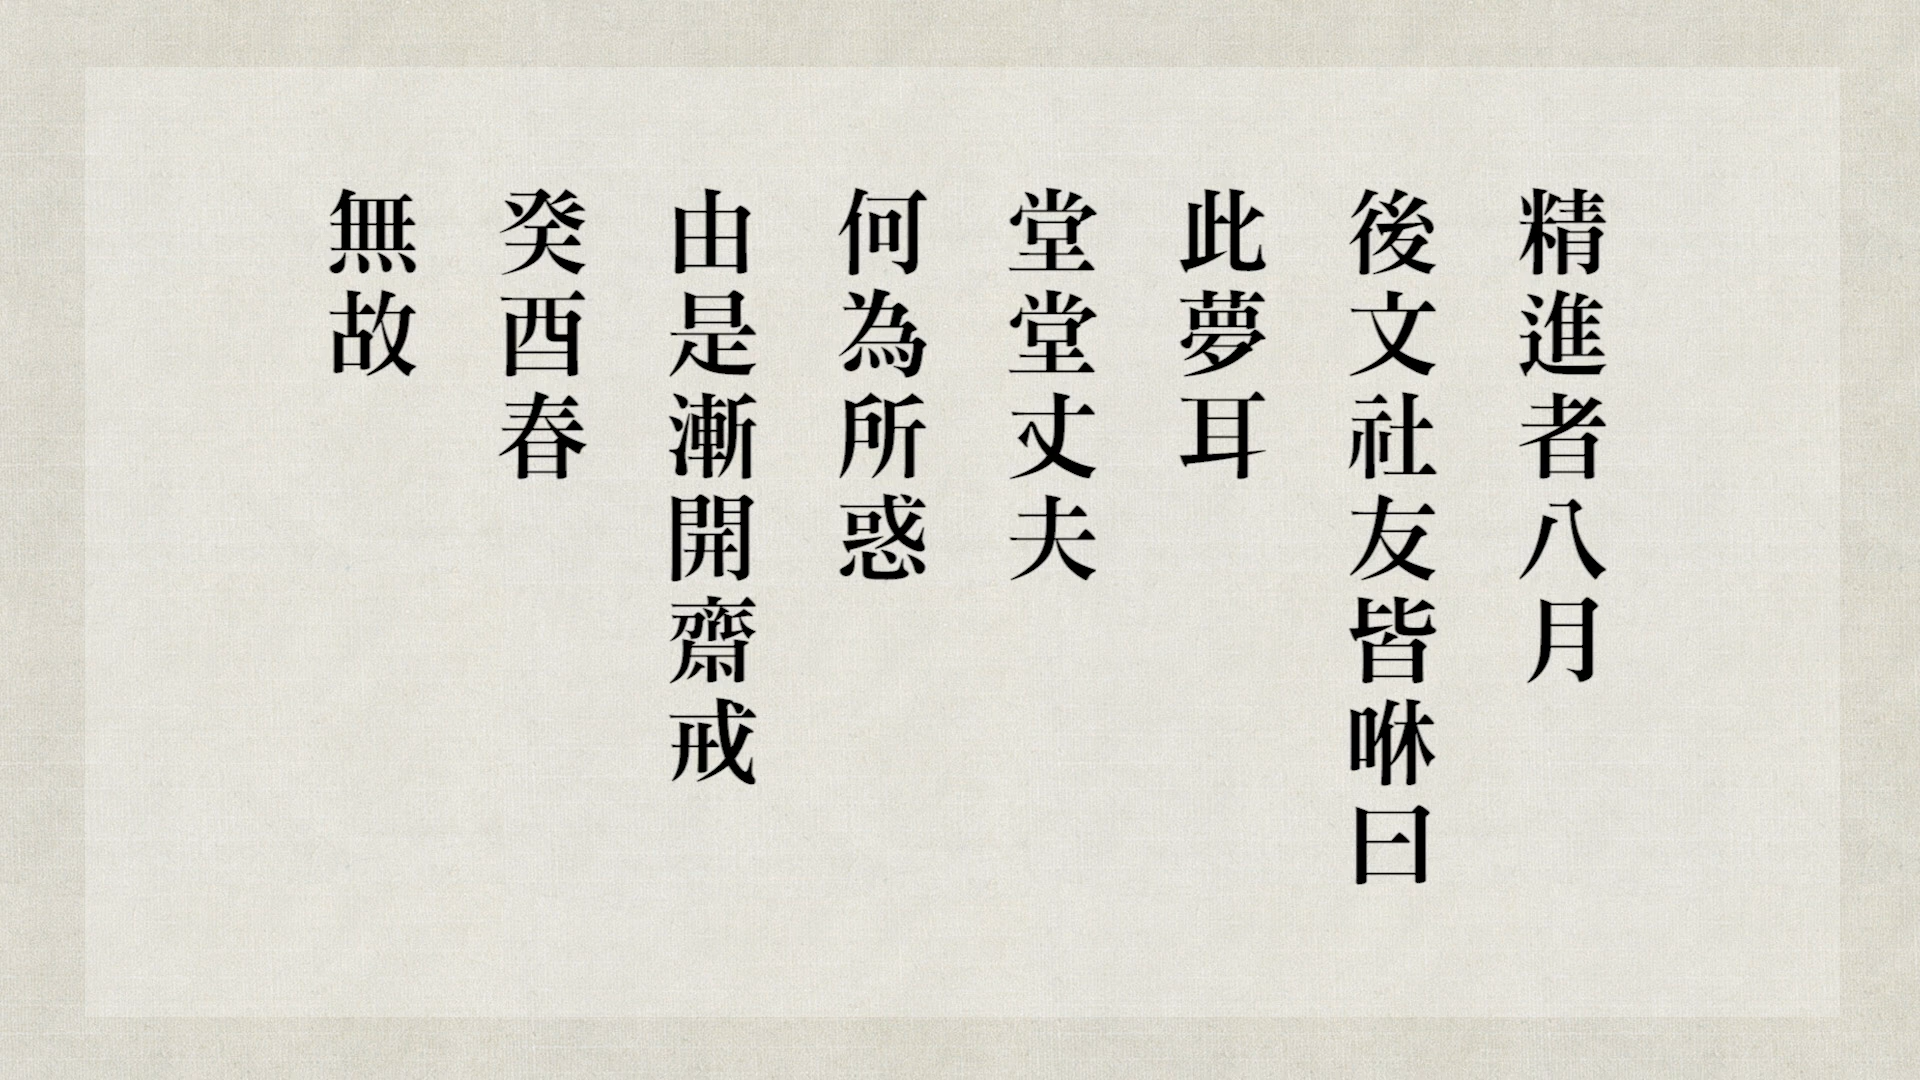 精進者八月
後文社友皆咻曰
此夢耳
堂堂丈夫
何為所惑
由是漸開齋戒
癸酉春
無故